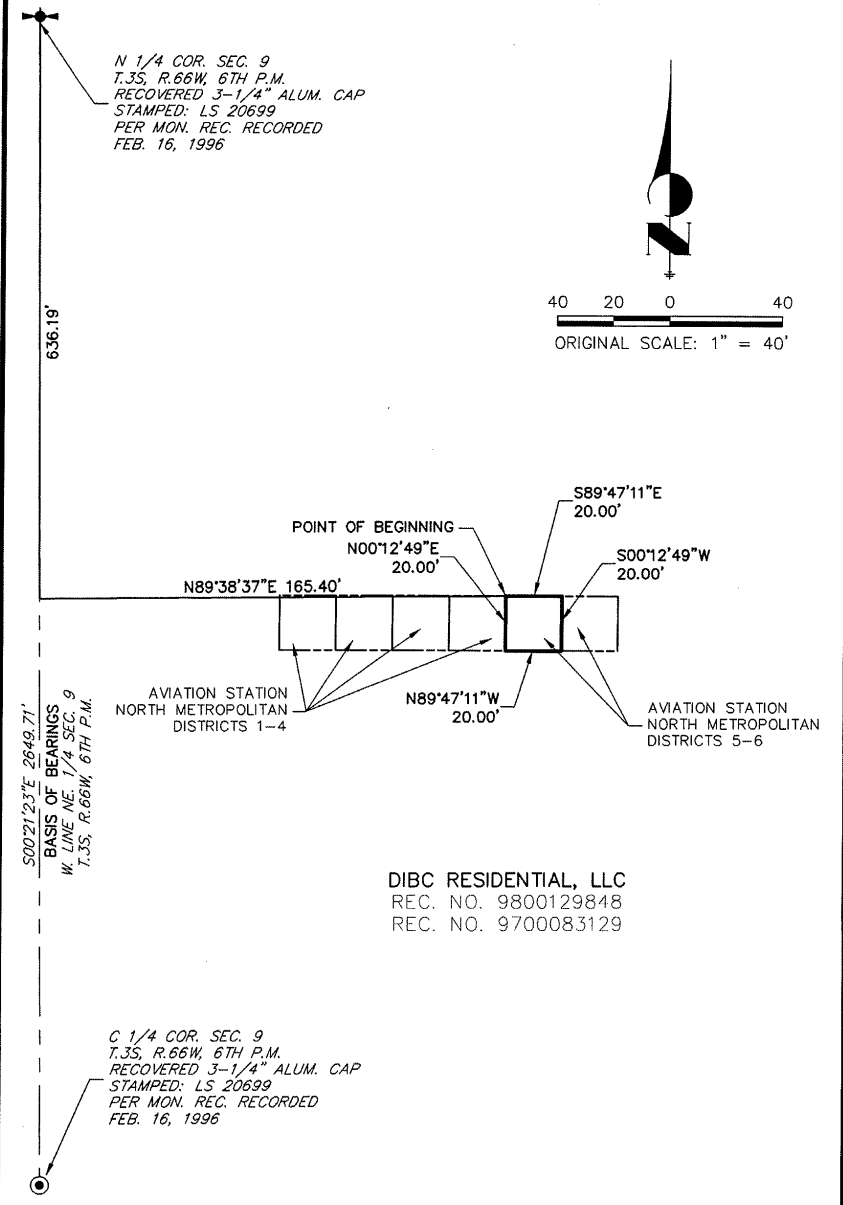 N 1/4 COR. SEC. 9
T.3S, R.66W, 6TH P.M.
RECOVERED 3-1/4" ALUM. CAP
STAMPED: LS 20699
PER MON. REC. RECORDED
FEB. 16, 1996
N
40 20 0 40
ORIGINAL SCALE: 1" = 40'
636.19'
S89°47'11"E
20.00'
POINT OF BEGINNING
N00°12'49"E
20.00'
S00°12'49"W
20.00'
N89°38'37"E 165.40'
AVIATION STATION
NORTH METROPOLITAN
DISTRICTS 1-4
N89°47'11"W
20.00'
AVIATION STATION
NORTH METROPOLITAN
DISTRICTS 5-6
S00°21'23"E 2649.71'
BASIS OF BEARINGS
W. LINE NE. 1/4 SEC. 9
T.3S, R.66W, 6TH P.M.
DIBC RESIDENTIAL, LLC
REC. NO. 9800129848
REC. NO. 9700083129
C 1/4 COR. SEC. 9
T.3S, R.66W, 6TH P.M.
RECOVERED 3-1/4" ALUM. CAP
STAMPED: LS 20699
PER MON. REC. RECORDED
FEB. 16, 1996